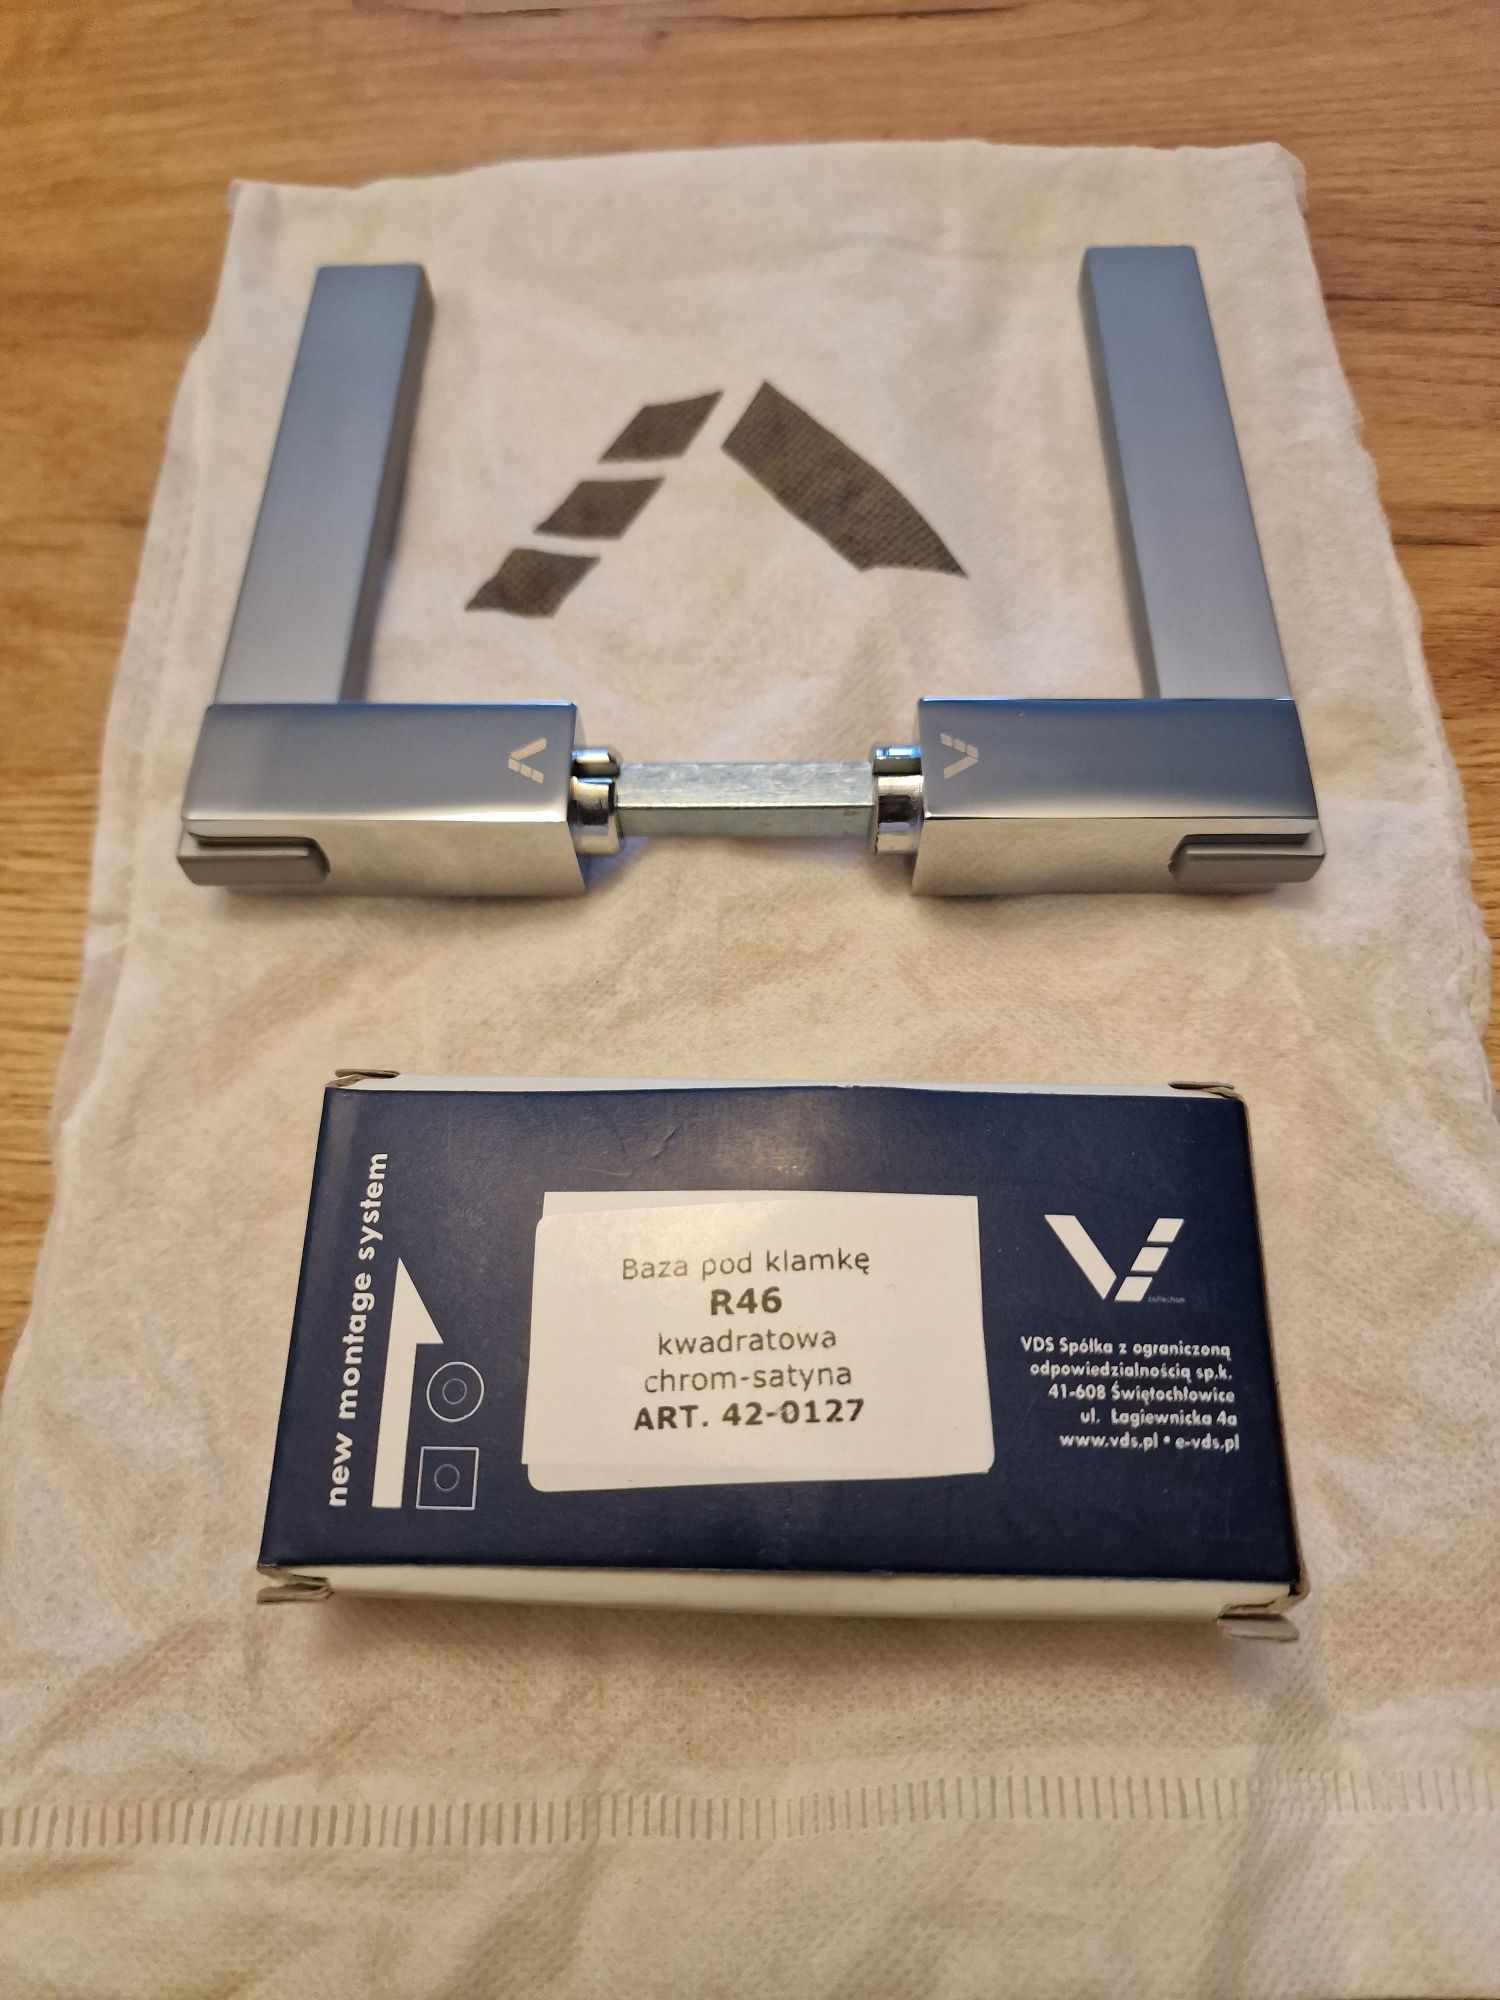 new montage system
Baza pod klamkę
R46
kwadratowa
chrom-satyna
ART. 42-0127
collection
VDS Spółka z ograniczoną
odpowiedzialnością sp.k.
41-608 Świętochłowice
ul. Łagiewnicka 4a
www.vds.pl • e-vds.pl